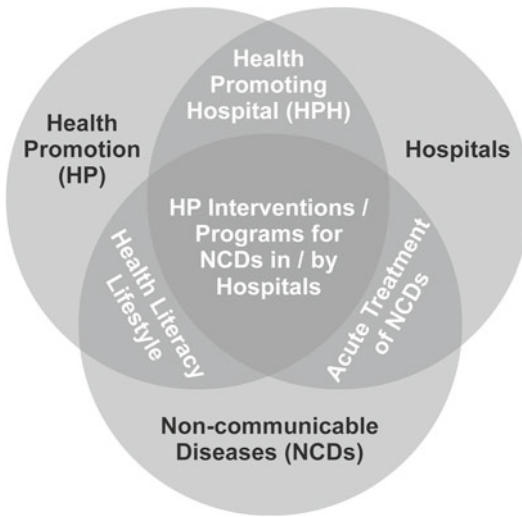 Health
Promoting
Hospital (HPH)
Health
Promotion
(HP)
Hospitals
HP Interventions /
Programs for
NCDs in / by
Hospitals
Health Literacy
Lifestyle
Acute Treatment
of NCDs
Non-communicable
Diseases (NCDs)